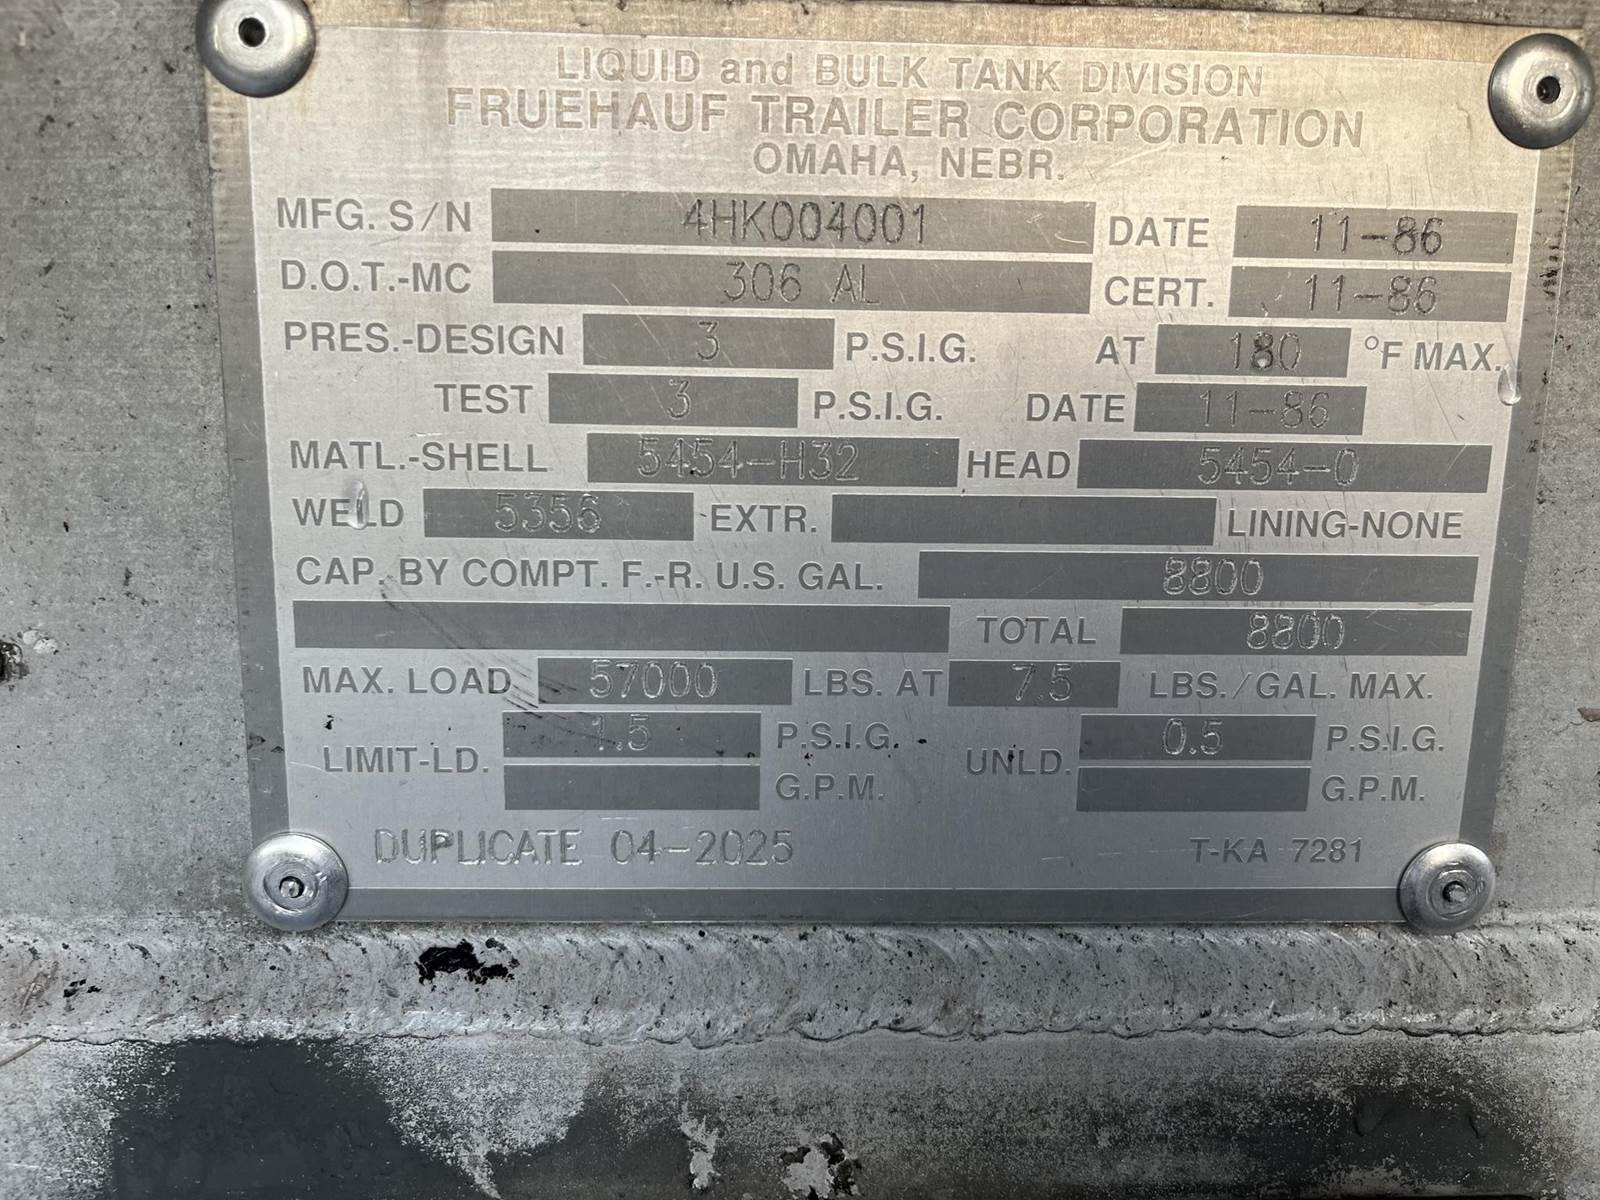 LIQUID and BULK TANK DIVISION
FRUEHAUF TRAILER CORPORATION
OMAHA, NEBR.
MFG. S/N 4HK004001 DATE 11-86
D.O.T.-MC 306 AL CERT. 11-86
PRES.-DESIGN 3 P.S.I.G. AT 180 °F MAX.
TEST 3 P.S.I.G. DATE 11-86
MATL.-SHELL 5454-H32 HEAD 5454-0
WELD 5356 EXTR. LINING-NONE
CAP. BY COMPT. F.-R. U.S. GAL. 8800
TOTAL 8800
MAX. LOAD 57000 LBS. AT 7.5 LBS./GAL. MAX.
LIMIT-LD. 1.5 P.S.I.G. UNLD. 0.5 P.S.I.G.
G.P.M. G.P.M.
DUPLICATE 04-2025 T-KA 7281